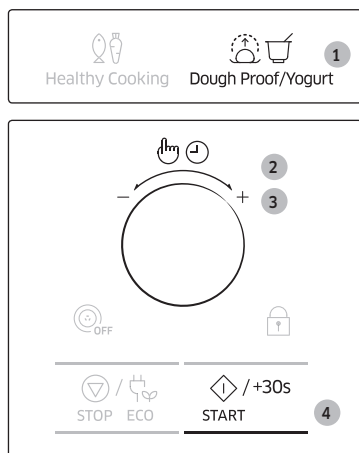 Healthy Cooking Dough Proof/Yogurt 1
2
- + 3
OFF
/ /+30s
STOP ECO START 4